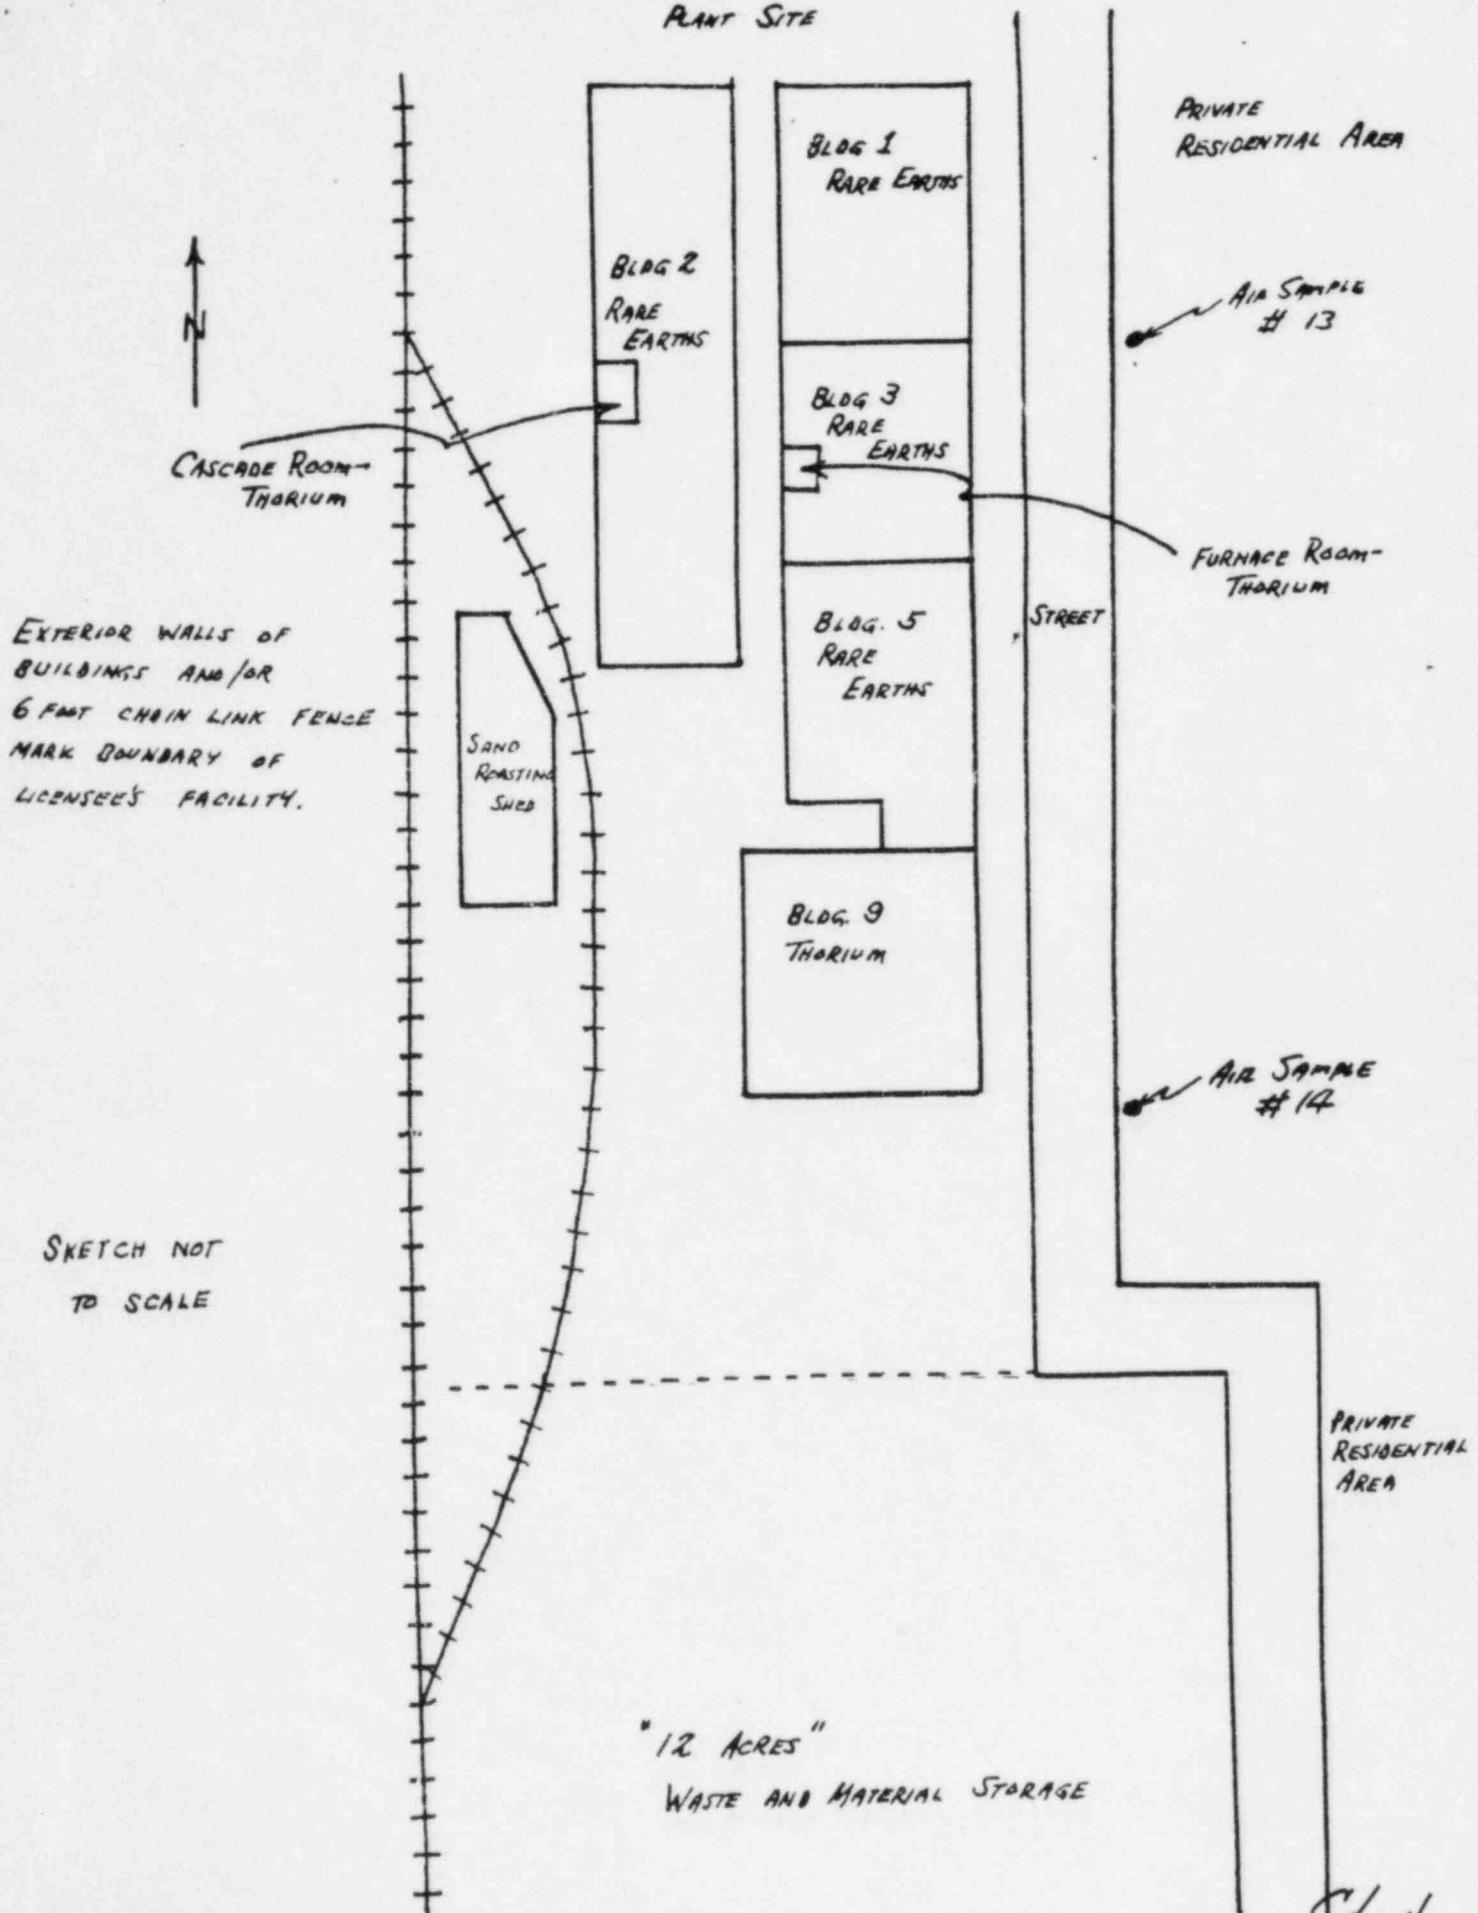 PLANT SITE
PRIVATE
RESIDENTIAL AREA
BLDG 1
RARE EARTHS
BLDG 2
RARE
EARTHS
AIR SAMPLE
# 13
N
BLDG 3
RARE
EARTHS
CASCADE ROOM-
THORIUM
FURNACE ROOM-
THORIUM
STREET
BLDG. 5
RARE
EARTHS
EXTERIOR WALLS OF
BUILDINGS AND/OR
6 FOOT CHAIN LINK FENCE
MARK BOUNDARY OF
LICENSEE'S FACILITY.
SAND
ROASTING
SHED
BLDG. 9
THORIUM
AIR SAMPLE
# 14
SKETCH NOT
TO SCALE
PRIVATE
RESIDENTIAL
AREA
"12 ACRES"
WASTE AND MATERIAL STORAGE